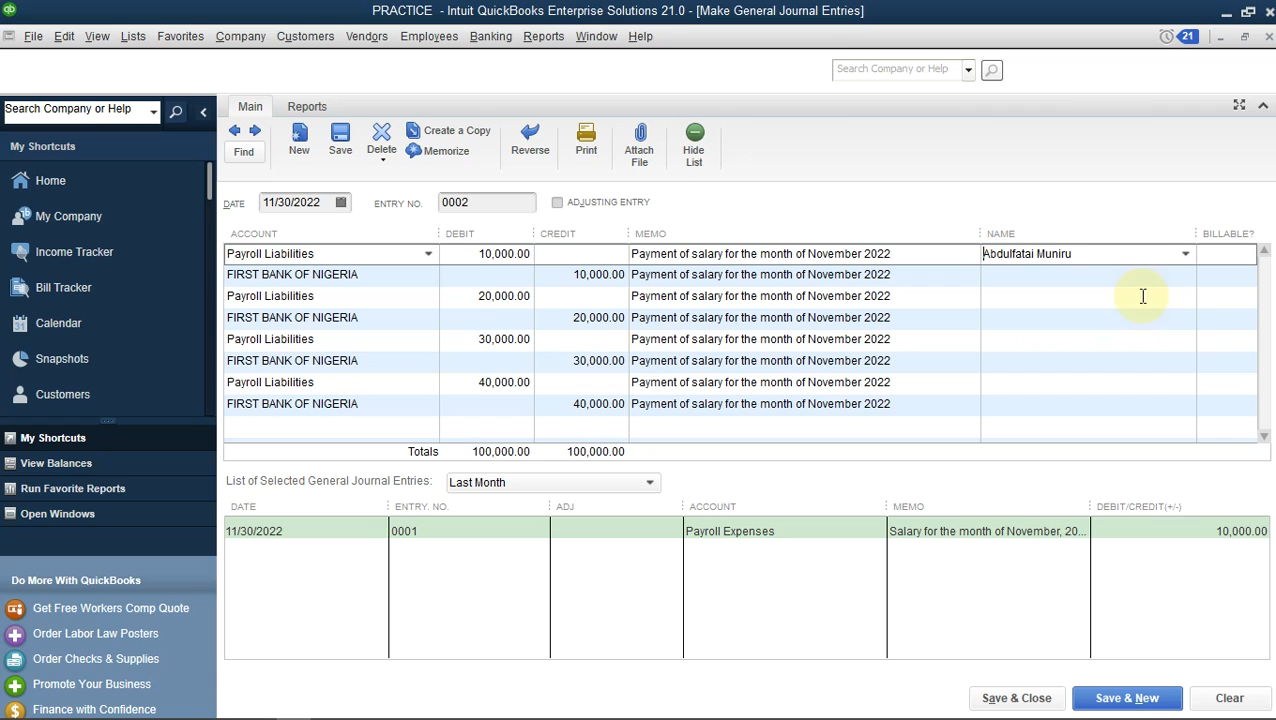 PRACTICE - Intuit QuickBooks Enterprise Solutions 21.0 - [Make General Journal Entries]
File Edit View Lists Favorites Company Customers Vendors Employees Banking Reports Window Help 21
Search Company or Help
Search Company or Help
My Shortcuts
Home
My Company
Income Tracker
Bill Tracker
Calendar
Snapshots
Customers
My Shortcuts
View Balances
Run Favorite Reports
Open Windows
Do More With QuickBooks
Get Free Workers Comp Quote
Order Labor Law Posters
Order Checks & Supplies
Promote Your Business
Finance with Confidence
Main Reports
Find
New
Save
Delete
Create a Copy
Memorize
Reverse
Print
Attach File
Hide List
DATE 11/30/2022 ENTRY NO. 0002 ADJUSTING ENTRY
ACCOUNT DEBIT CREDIT MEMO NAME BILLABLE?
Payroll Liabilities 10,000.00 Payment of salary for the month of November 2022 Abdulfatai Muniru
FIRST BANK OF NIGERIA 10,000.00 Payment of salary for the month of November 2022
Payroll Liabilities 20,000.00 Payment of salary for the month of November 2022
FIRST BANK OF NIGERIA 20,000.00 Payment of salary for the month of November 2022
Payroll Liabilities 30,000.00 Payment of salary for the month of November 2022
FIRST BANK OF NIGERIA 30,000.00 Payment of salary for the month of November 2022
Payroll Liabilities 40,000.00 Payment of salary for the month of November 2022
FIRST BANK OF NIGERIA 40,000.00 Payment of salary for the month of November 2022
Totals 100,000.00 100,000.00
List of Selected General Journal Entries: Last Month
DATE ENTRY. NO. ADJ ACCOUNT MEMO DEBIT/CREDIT(+/-)
11/30/2022 0001 Payroll Expenses Salary for the month of November, 20... 10,000.00
Save & Close Save & New Clear